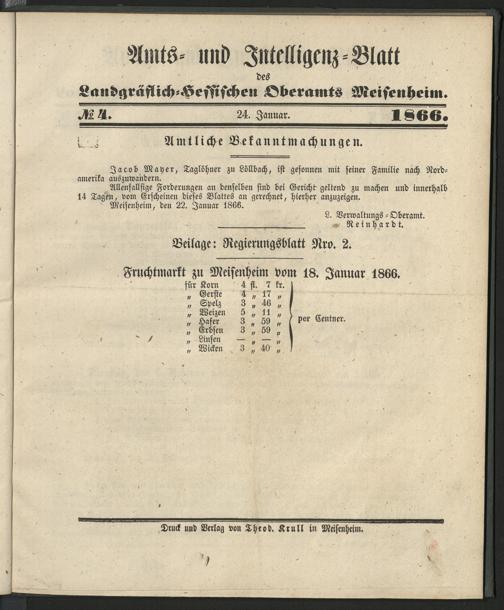 Amts- und Intelligenz-Blatt
des
Landgräflich-Hessischen Oberamts Meisenheim.
№ 4. 24. Januar. 1866.
Amtliche Bekanntmachungen.
Jacob Mayer, Taglöhner zu Löllbach, ist gesonnen mit seiner Familie nach Nord-
amerika auszuwandern.
Allenfallsige Forderungen an denselben sind bei Gericht geltend zu machen und innerhalb
14 Tagen, vom Erscheinen dieses Blattes an gerechnet, hierher anzuzeigen.
Meisenheim, den 22. Januar 1866.
L. Verwaltungs-Oberamt.
Reinhardt.
Beilage: Regierungsblatt Nro. 2.
Fruchtmarkt zu Meisenheim vom 18. Januar 1866.
für Korn 4 fl. 7 kr.
„ Gerste 4 „ 17 „
„ Spelz 3 „ 46 „
„ Weizen 5 „ 11 „
„ Hafer 3 „ 59 „
„ Erbsen 3 „ 59 „
„ Linsen — „ — „
„ Wicken 3 „ 40 „
per Centner.
Druck und Verlag von Theod. Krull in Meisenheim.